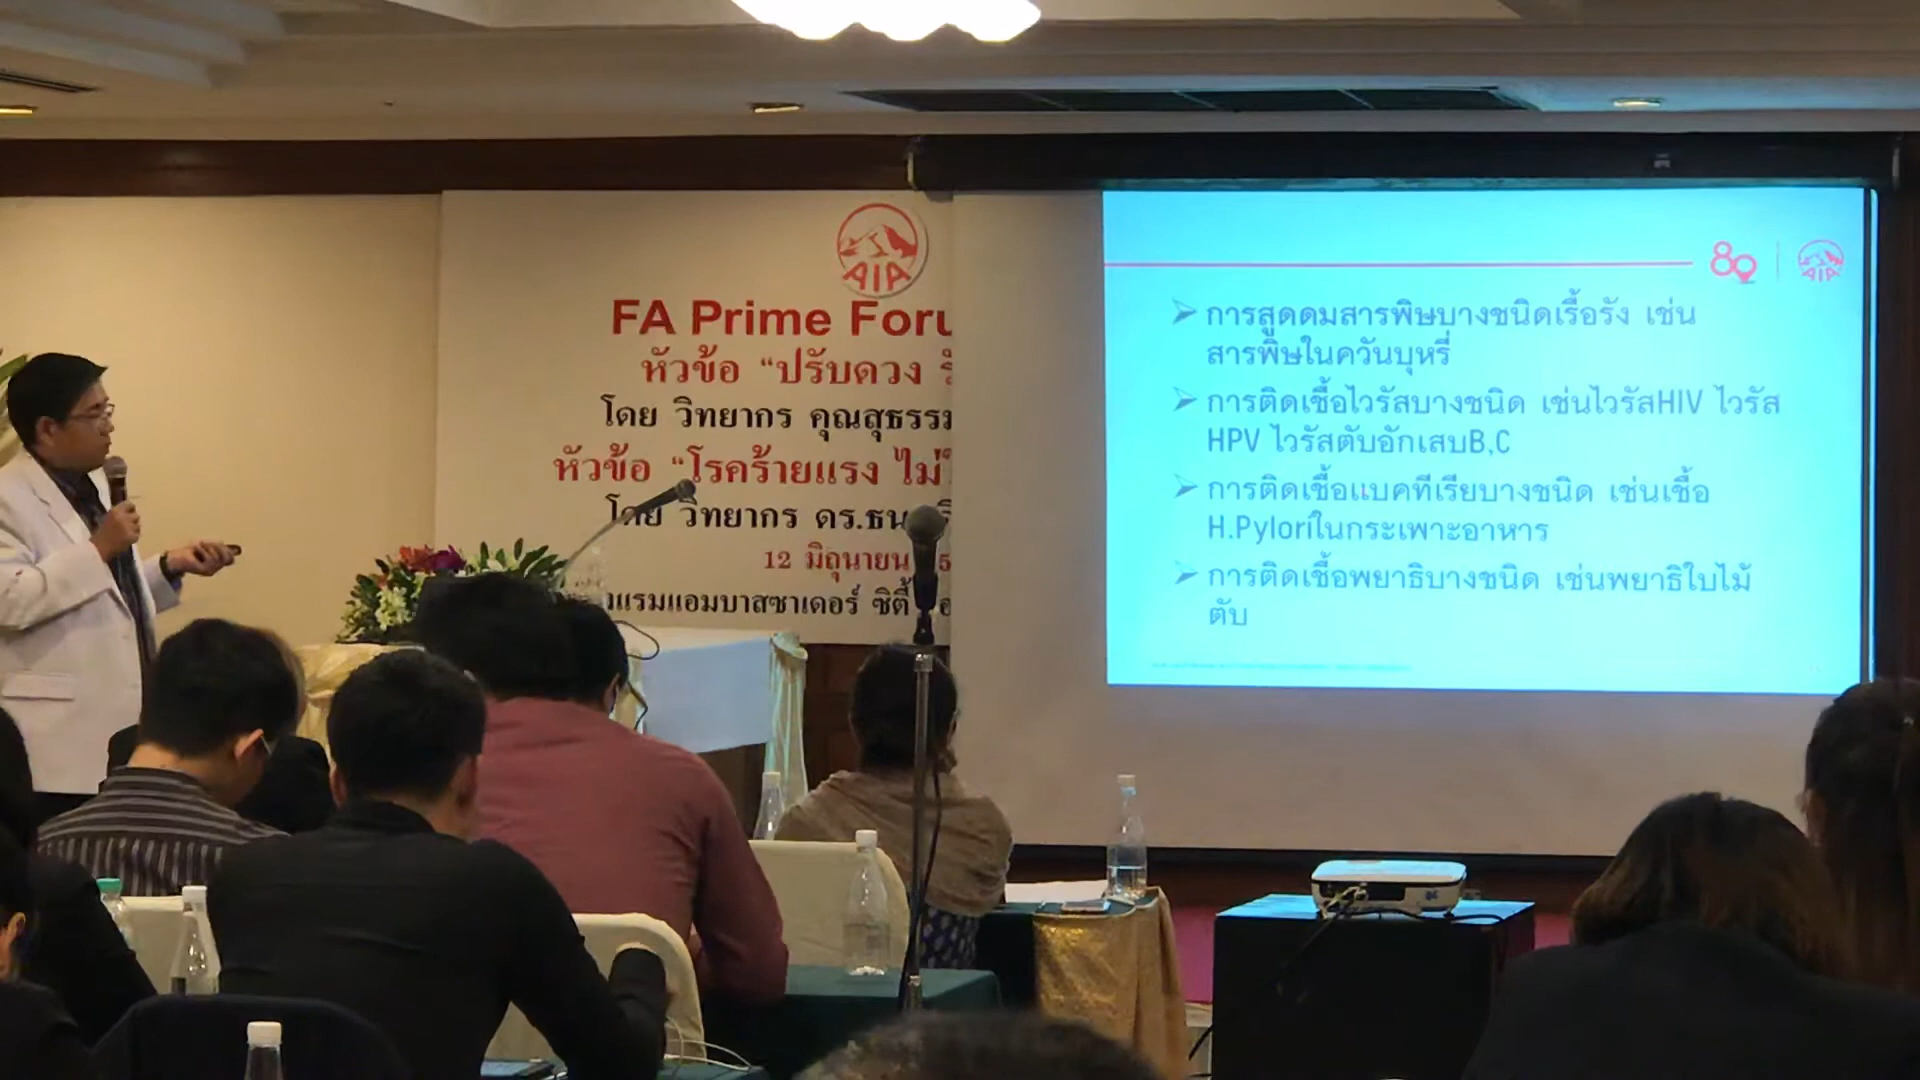 AIA
FA Prime
หัวข้อ “ปรับดวง
โดย วิทยากร คุณสุธรรม
หัวข้อ “โรคร้ายแรง ไม่
โดย วิทยากร ดร.ธน
12 มิถุนายน
แอมบาสซาเดอร์ ซิตี้
80
AIA
➢ การสูดดมสารพิษบางชนิดเรื้อรัง เช่น
สารพิษในควันบุหรี่
➢ การติดเชื้อไวรัสบางชนิด เช่นไวรัสHIV ไวรัส
HPV ไวรัสตับอักเสบB,C
➢ การติดเชื้อแบคทีเรียบางชนิด เช่นเชื้อ
H.Pyloriในกระเพาะอาหาร
➢ การติดเชื้อพยาธิบางชนิด เช่นพยาธิใบไม้
ตับ